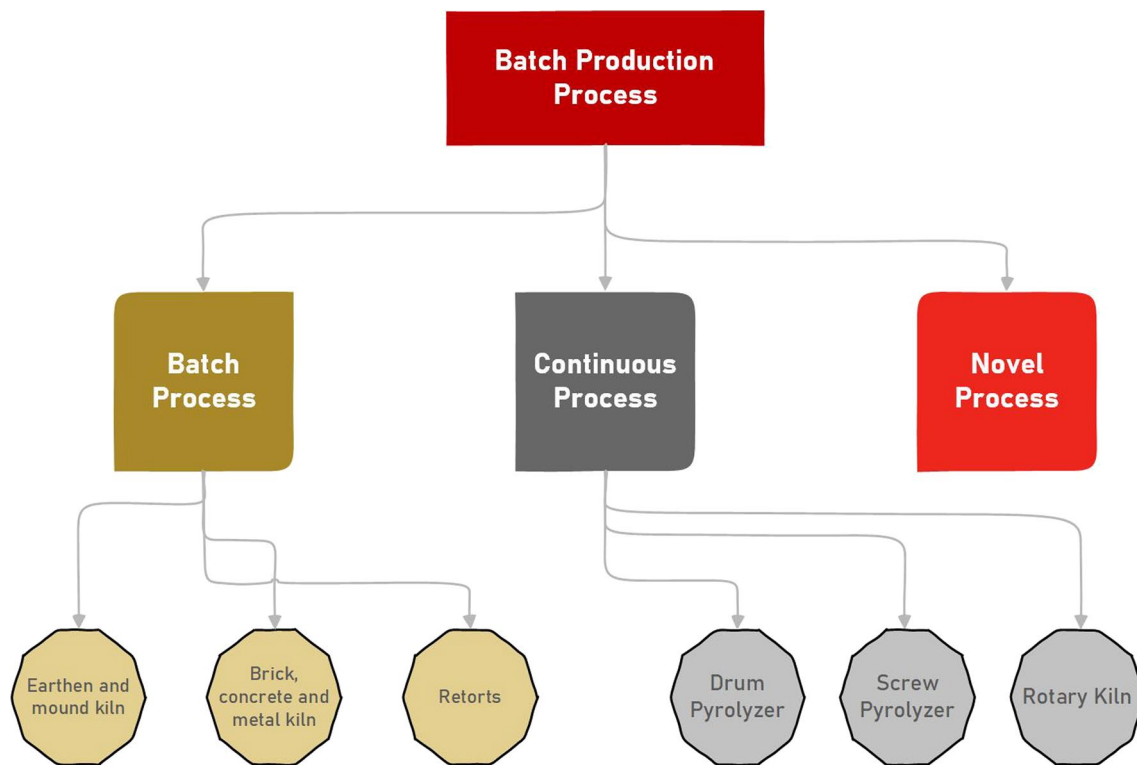 Batch Production
Process
Batch
Process
Continuous
Process
Novel
Process
Earthen and
mound kiln
Brick,
concrete and
metal kiln
Retorts
Drum
Pyrolyzer
Screw
Pyrolyzer
Rotary Kiln